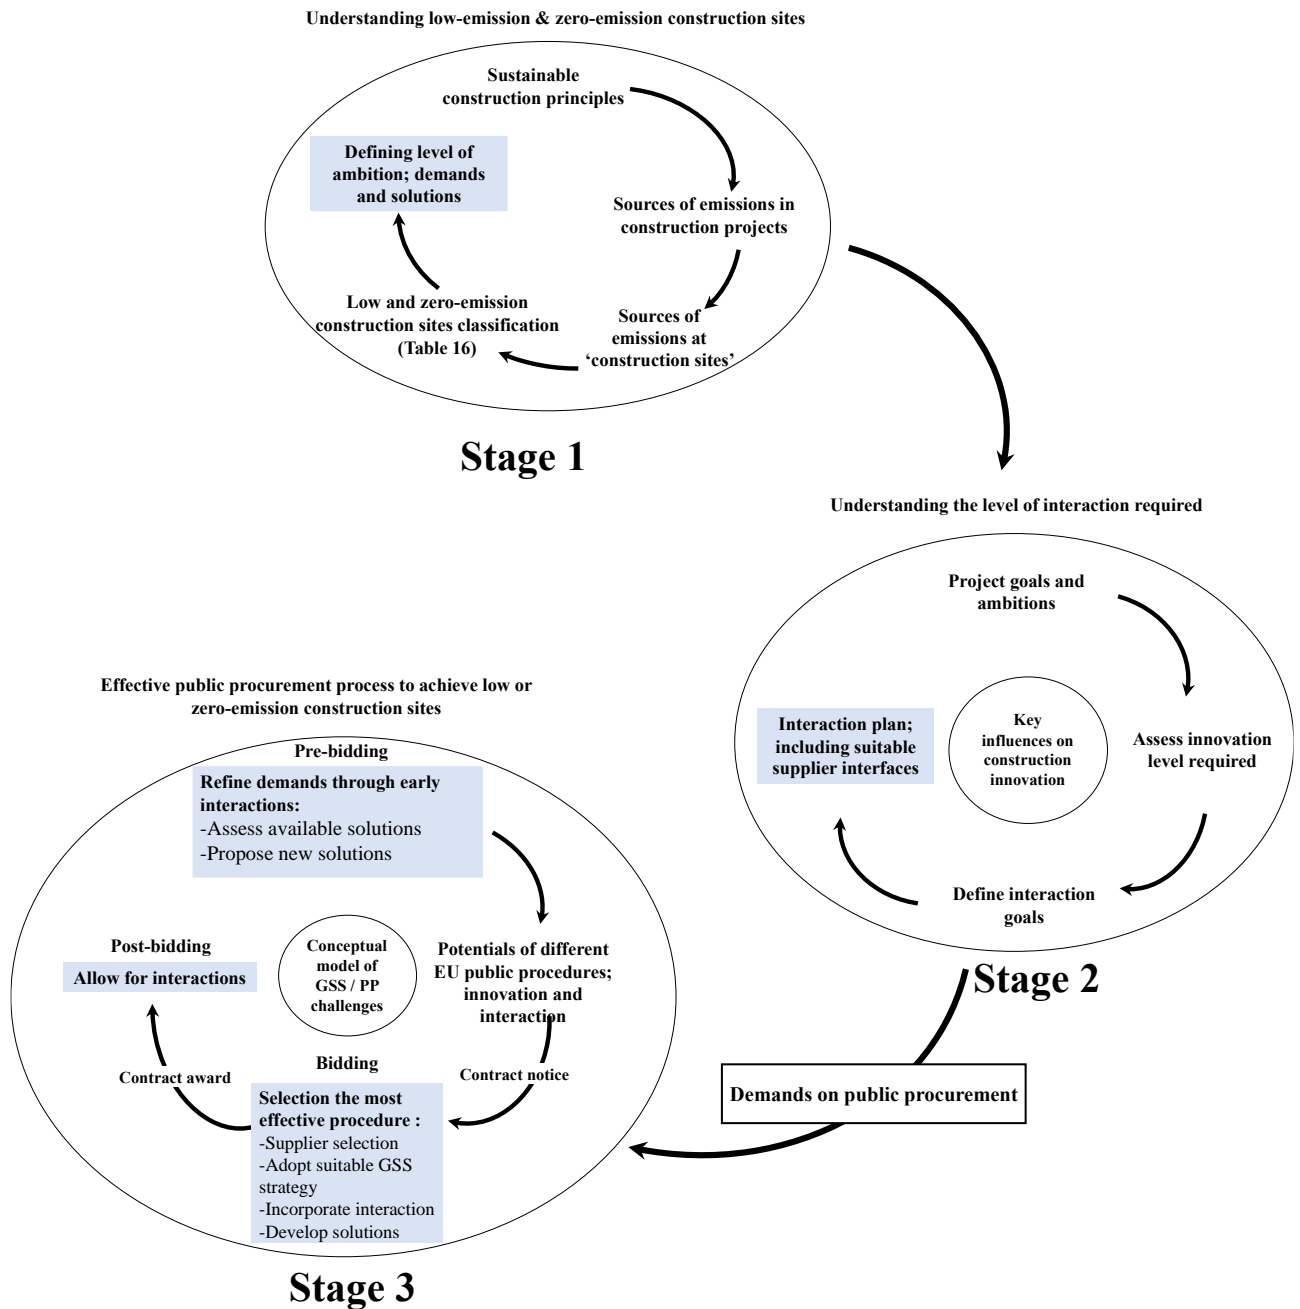 Understanding low-emission & zero-emission construction sites
Sustainable
construction principles
Defining level of
ambition; demands
and solutions
Sources of emissions in
construction projects
Low and zero-emission
construction sites classification
(Table 16)
Sources of
emissions at
‘construction sites’
Stage 1
Understanding the level of interaction required
Project goals and
ambitions
Interaction plan;
including suitable
supplier interfaces
Key
influences on
construction
innovation
Assess innovation
level required
Define interaction
goals
Stage 2
Demands on public procurement
Effective public procurement process to achieve low or
zero-emission construction sites
Pre-bidding
Refine demands through early
interactions:
-Assess available solutions
-Propose new solutions
Post-bidding
Allow for interactions
Conceptual
model of
GSS / PP
challenges
Potentials of different
EU public procedures;
innovation and
interaction
Bidding
Contract award
Contract notice
Selection the most
effective procedure :
-Supplier selection
-Adopt suitable GSS
strategy
-Incorporate interaction
-Develop solutions
Stage 3